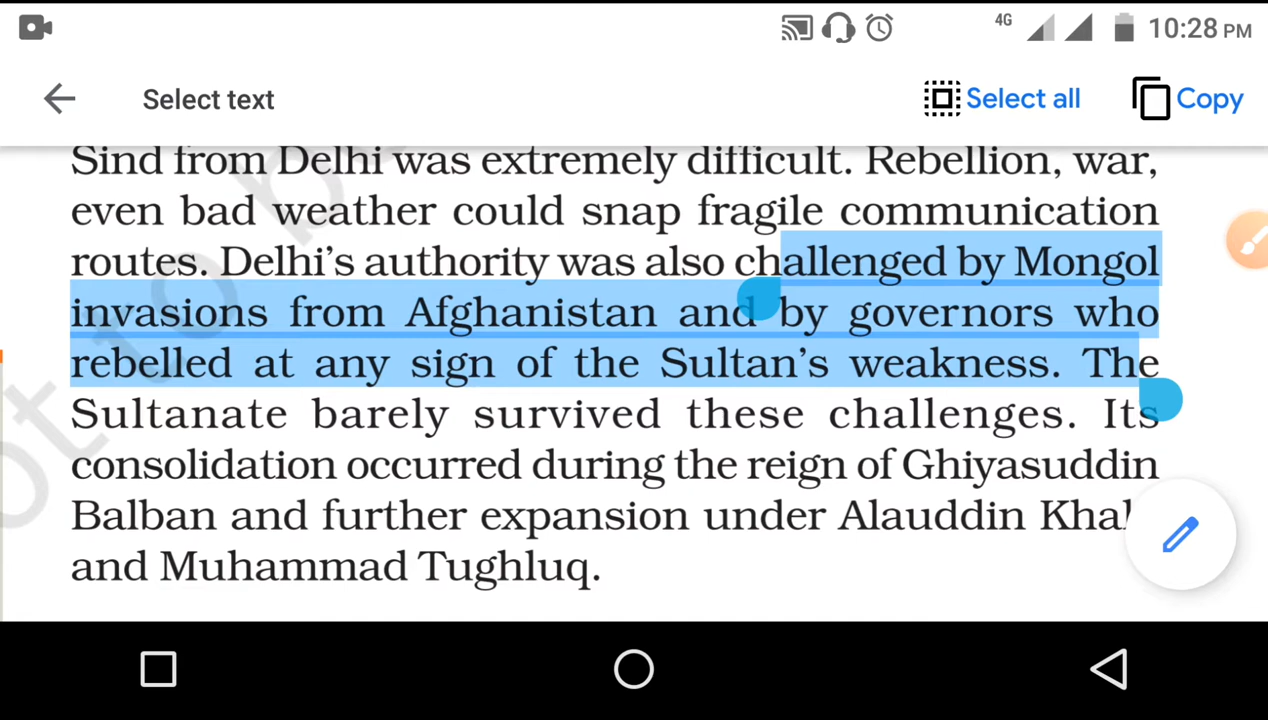 4G 10:28 PM
Select text Select all Copy
Sind from Delhi was extremely difficult. Rebellion, war,
even bad weather could snap fragile communication
routes. Delhi's authority was also challenged by Mongol
invasions from Afghanistan and by governors who
rebelled at any sign of the Sultan's weakness. The
Sultanate barely survived these challenges. Its
consolidation occurred during the reign of Ghiyasuddin
Balban and further expansion under Alauddin
and Muhammad Tughluq.